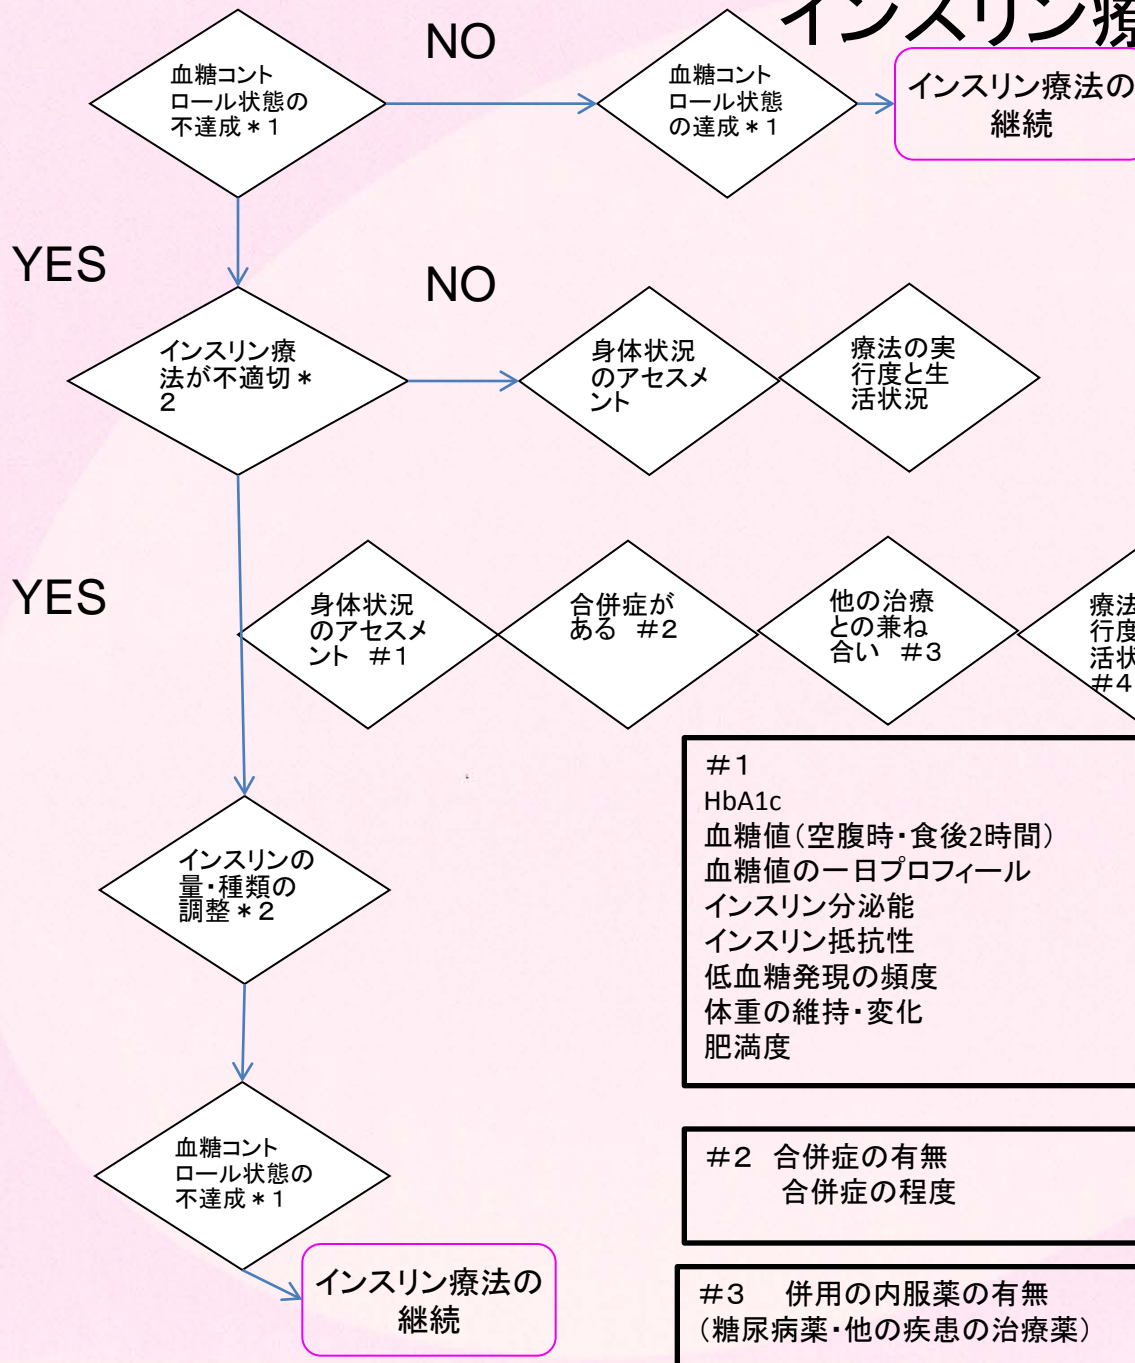 インスリン療
NO
血糖コント
ロール状態の
不達成＊1
血糖コント
ロール状態
の達成＊1
インスリン療法の
継続
YES
NO
インスリン療
法が不適切＊
2
身体状況
のアセスメ
ント
療法の実
行度と生
活状況
YES
身体状況
のアセスメ
ント　＃1
合併症が
ある　＃2
他の治療
との兼ね
合い　＃3
療法
行度
活状
＃4
＃1
HbA1c
血糖値（空腹時・食後2時間）
血糖値の一日プロフィール
インスリン分泌能
インスリン抵抗性
低血糖発現の頻度
体重の維持・変化
肥満度
インスリンの
量・種類の
調整＊2
血糖コント
ロール状態の
不達成＊1
＃2　合併症の有無
合併症の程度
インスリン療法の
継続
＃3　併用の内服薬の有無
（糖尿病薬・他の疾患の治療薬）